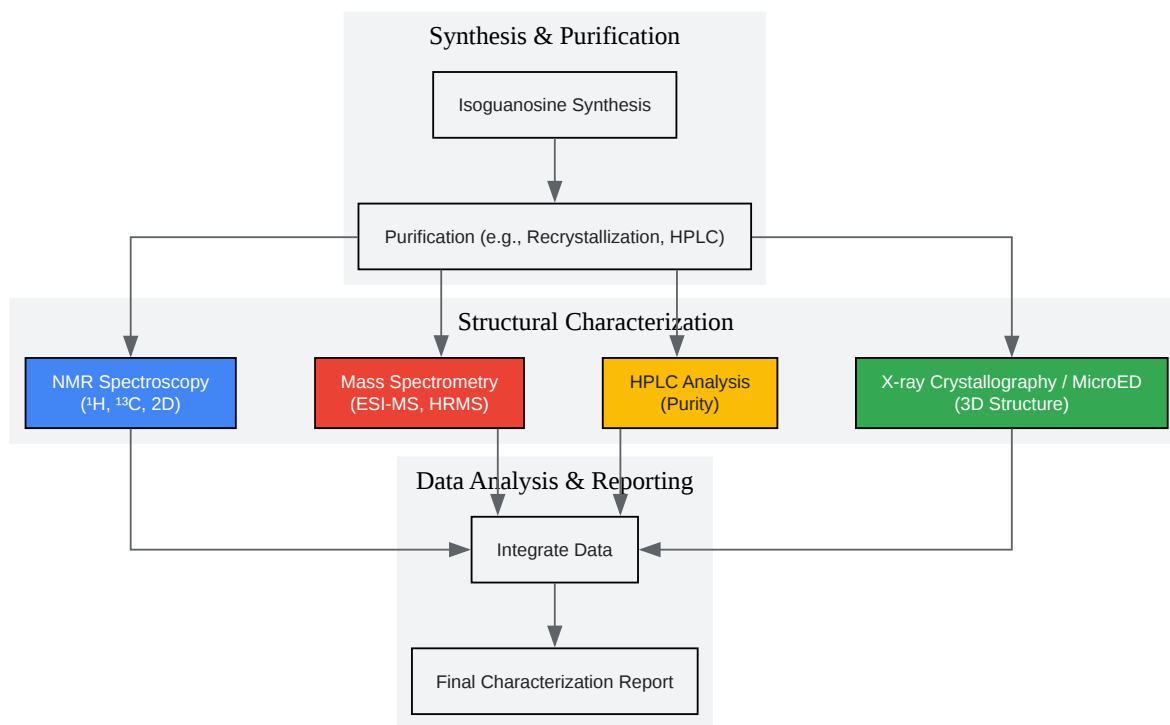 Synthesis & Purification
Isoguanosine Synthesis
Purification (e.g., Recrystallization, HPLC)
Structural Characterization
NMR Spectroscopy
(¹H, ¹³C, 2D)
Mass Spectrometry
(ESI-MS, HRMS)
HPLC Analysis
(Purity)
X-ray Crystallography / MicroED
(3D Structure)
Data Analysis & Reporting
Integrate Data
Final Characterization Report